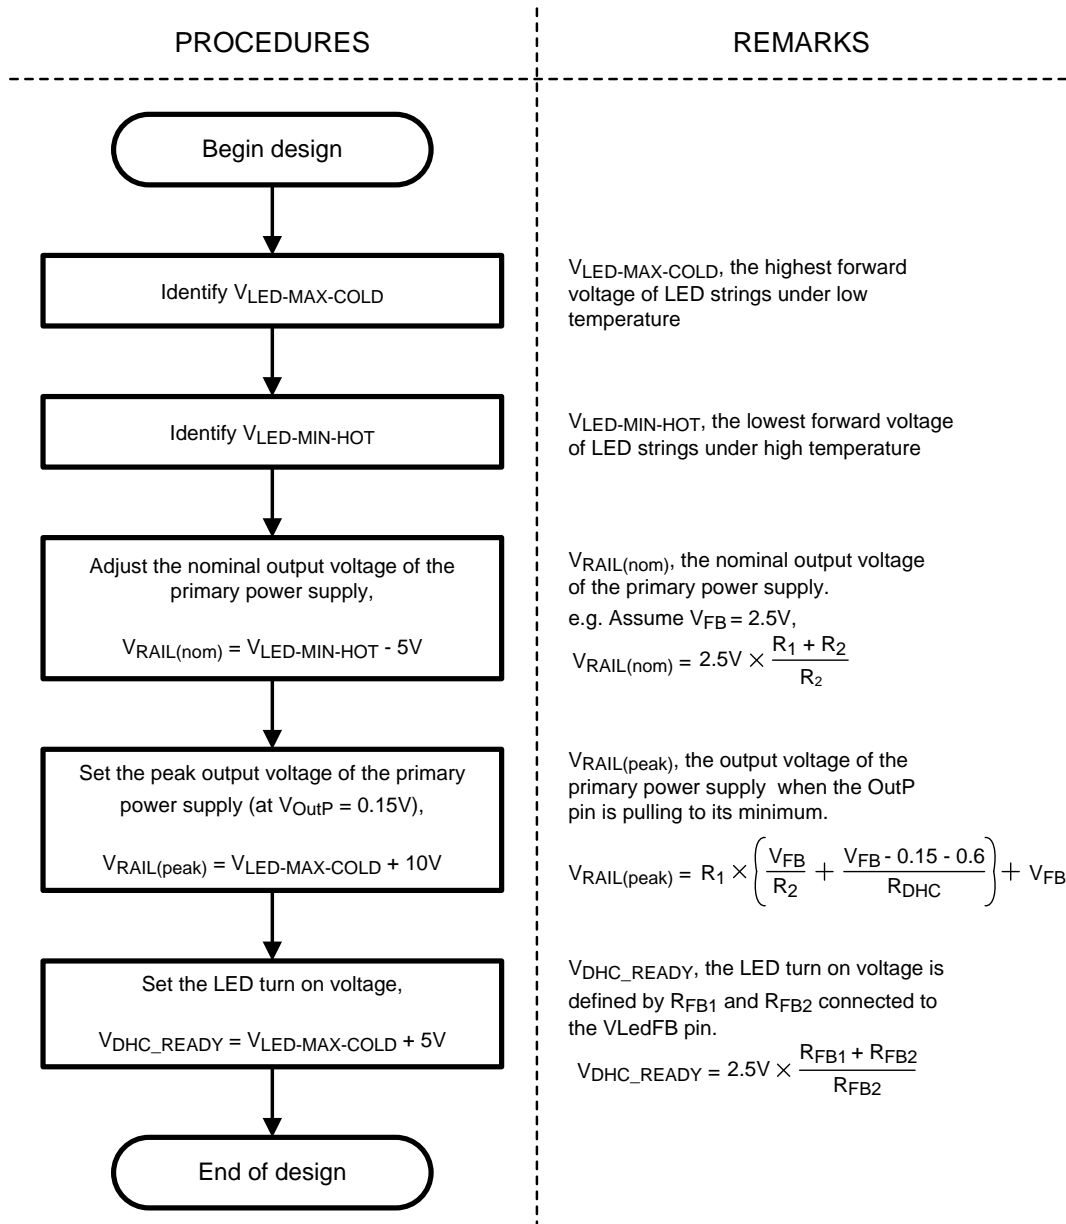 PROCEDURES
REMARKS
Begin design
Identify VLED-MAX-COLD
VLED-MAX-COLD, the highest forward
voltage of LED strings under low
temperature
Identify VLED-MIN-HOT
VLED-MIN-HOT, the lowest forward voltage
of LED strings under high temperature
Adjust the nominal output voltage of the
primary power supply,
VRAIL(nom) = VLED-MIN-HOT - 5V
VRAIL(nom), the nominal output voltage
of the primary power supply.
e.g. Assume VFB = 2.5V,
VRAIL(nom) = 2.5V × (R1 + R2) / R2
Set the peak output voltage of the primary
power supply (at VOutP = 0.15V),
VRAIL(peak) = VLED-MAX-COLD + 10V
VRAIL(peak), the output voltage of the
primary power supply when the OutP
pin is pulling to its minimum.
VRAIL(peak) = R1 × (VFB / R2 + (VFB - 0.15 - 0.6) / RDHC) + VFB
Set the LED turn on voltage,
VDHC_READY = VLED-MAX-COLD + 5V
VDHC_READY, the LED turn on voltage is
defined by RFB1 and RFB2 connected to
the VLedFB pin.
VDHC_READY = 2.5V × (RFB1 + RFB2) / RFB2
End of design